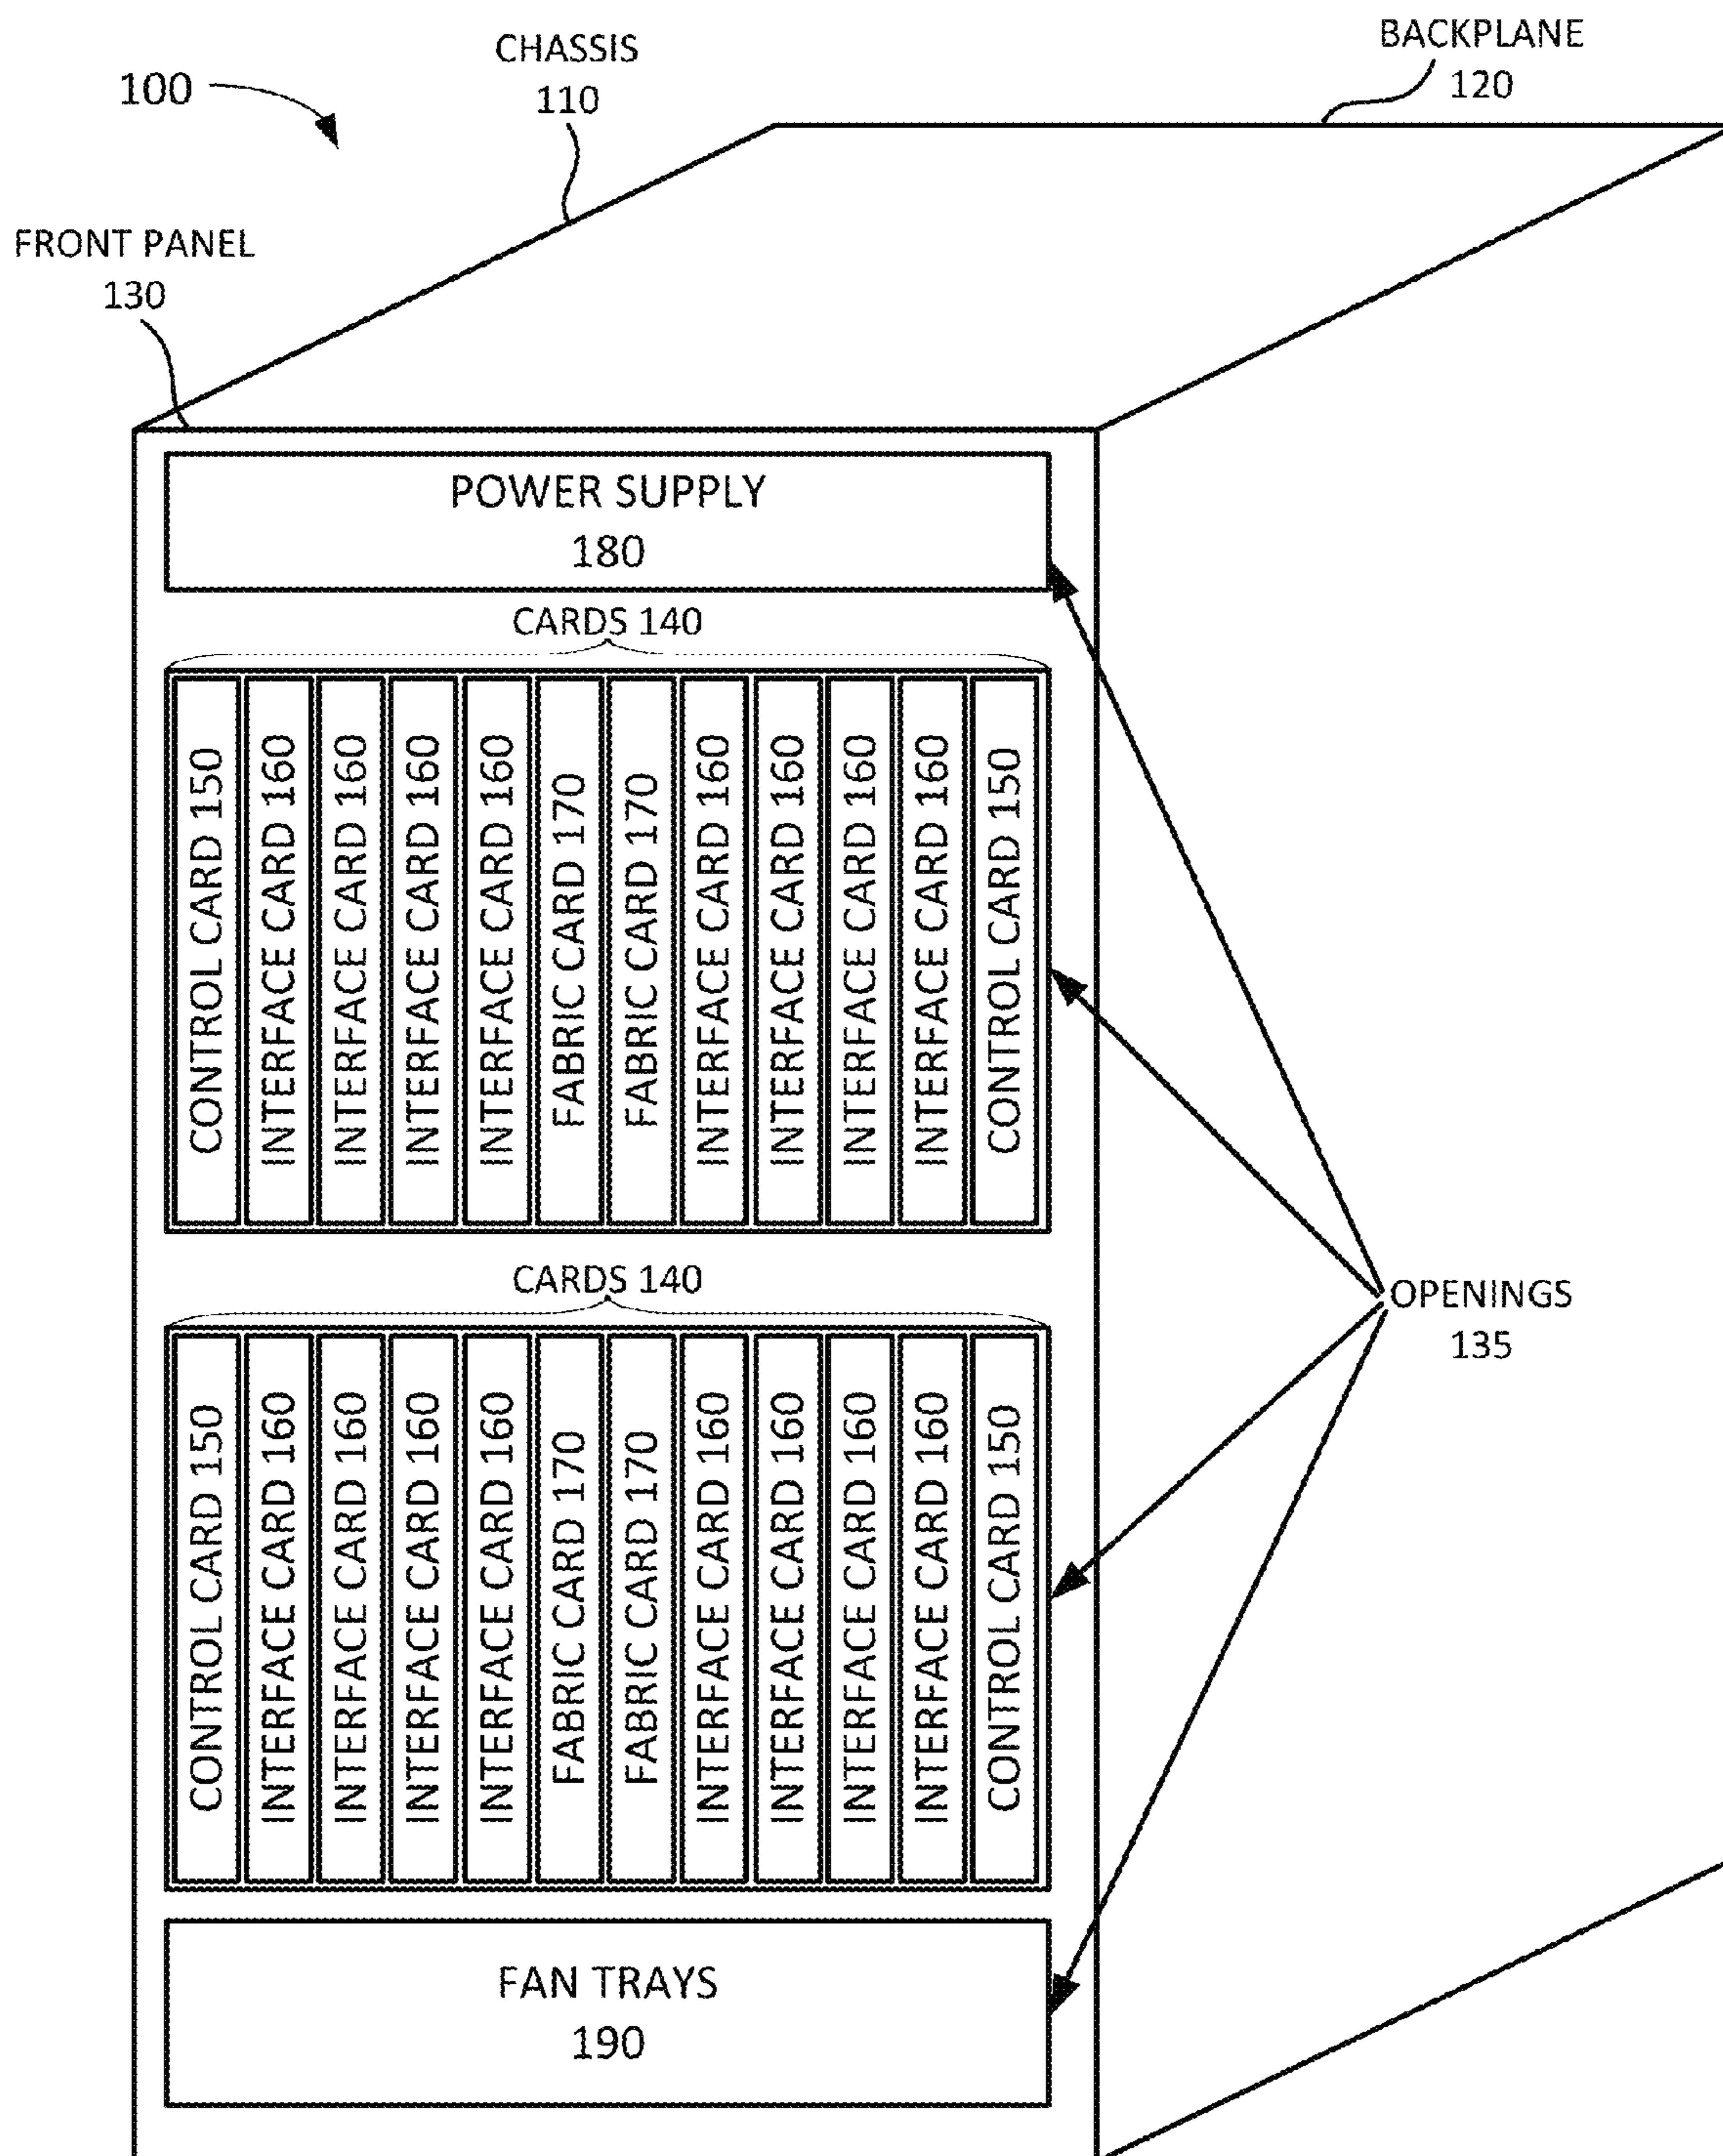 CHASSIS
110
BACKPLANE
120
100
FRONT PANEL
130
POWER SUPPLY
180
CARDS 140
CONTROL CARD 150
INTERFACE CARD 160
INTERFACE CARD 160
INTERFACE CARD 160
INTERFACE CARD 160
FABRIC CARD 170
FABRIC CARD 170
INTERFACE CARD 160
INTERFACE CARD 160
INTERFACE CARD 160
INTERFACE CARD 160
CONTROL CARD 150
OPENINGS
135
CARDS 140
CONTROL CARD 150
INTERFACE CARD 160
INTERFACE CARD 160
INTERFACE CARD 160
INTERFACE CARD 160
FABRIC CARD 170
FABRIC CARD 170
INTERFACE CARD 160
INTERFACE CARD 160
INTERFACE CARD 160
INTERFACE CARD 160
CONTROL CARD 150
FAN TRAYS
190